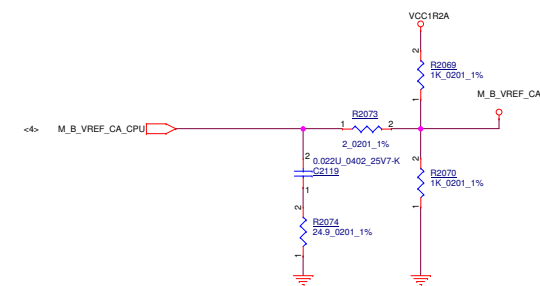 VCC1R2A
2
R2069
1K_0201_1%
1
M_B_VREF_CA
R2073
1
2
<4>
M_B_VREF_CA_CPU
2_0201_1%
2
0.022U_0402_25V7-K
C2119
1
2
R2070
1K_0201_1%
1
2
R2074
24.9_0201_1%
1